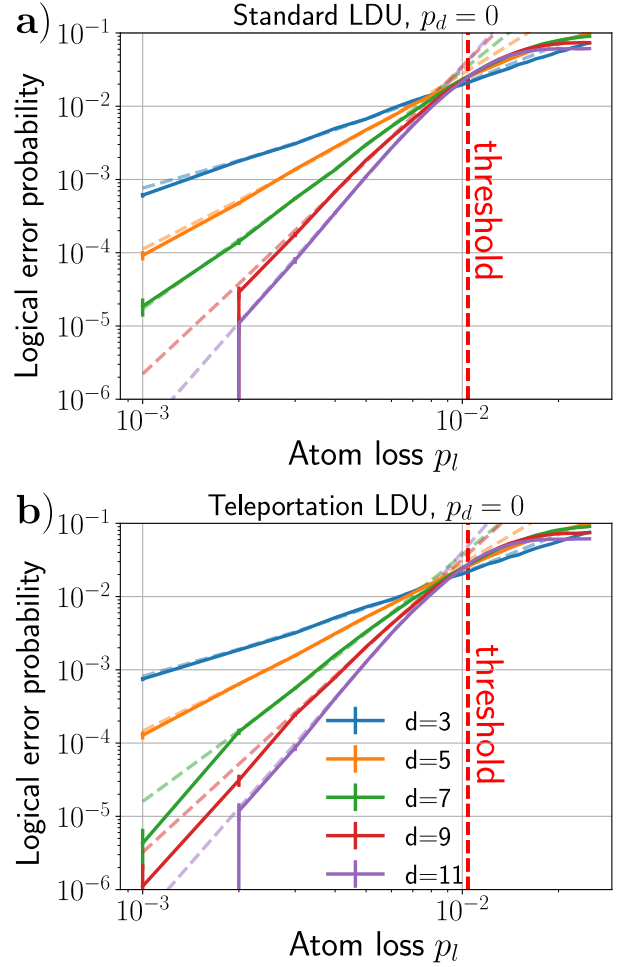 a)
Standard LDU, $p_d = 0$
Logical error probability
$10^{-1}$
$10^{-2}$
$10^{-3}$
$10^{-4}$
$10^{-5}$
$10^{-6}$
threshold
$10^{-3}$
$10^{-2}$
Atom loss $p_l$
b)
Teleportation LDU, $p_d = 0$
Logical error probability
$10^{-1}$
$10^{-2}$
$10^{-3}$
$10^{-4}$
$10^{-5}$
$10^{-6}$
threshold
d=3
d=5
d=7
d=9
d=11
$10^{-3}$
$10^{-2}$
Atom loss $p_l$